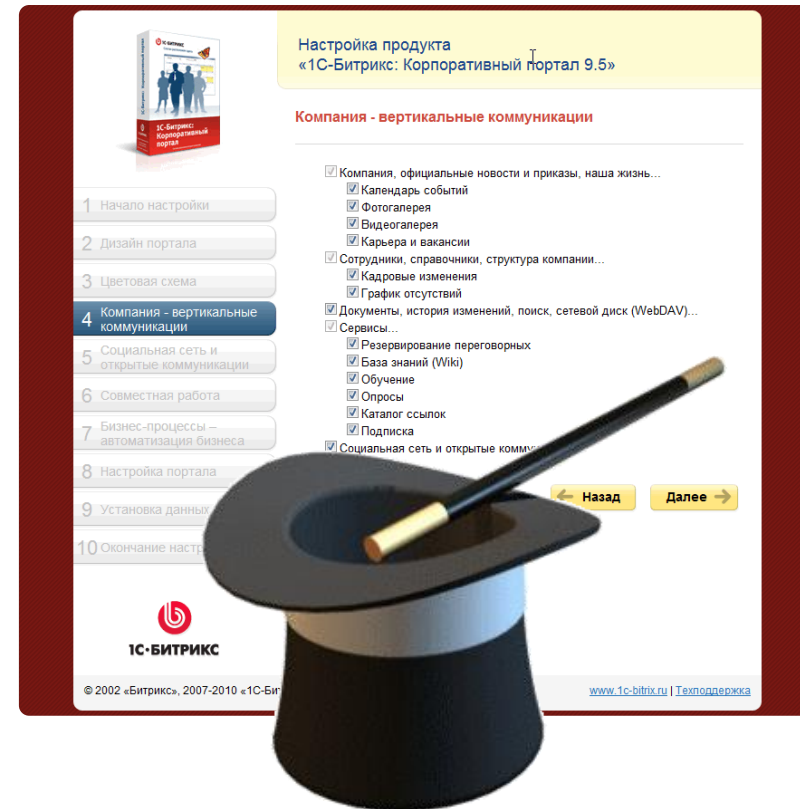 1С-БИТРИКС
1С-Битрикс:
Корпоративный
портал
Настройка продукта
«1С-Битрикс: Корпоративный портал 9.5»
Компания - вертикальные коммуникации
1 Начало настройки
2 Дизайн портала
3 Цветовая схема
4 Компания - вертикальные
коммуникации
5 Социальная сеть и
открытые коммуникации
6 Совместная работа
7 Бизнес-процессы –
автоматизация бизнеса
8 Настройка портала
9 Установка данных
10 Окончание настр
Компания, официальные новости и приказы, наша жизнь...
Календарь событий
Фотогалерея
Видеогалерея
Карьера и вакансии
Сотрудники, справочники, структура компании...
Кадровые изменения
График отсутствий
Документы, история изменений, поиск, сетевой диск (WebDAV)...
Сервисы...
Резервирование переговорных
База знаний (Wiki)
Обучение
Опросы
Каталог ссылок
Подписка
Социальная сеть и открытые комму
Назад
Далее
1С·БИТРИКС
© 2002 «Битрикс», 2007-2010 «1С-Би
www.1c-bitrix.ru | Техподдержка